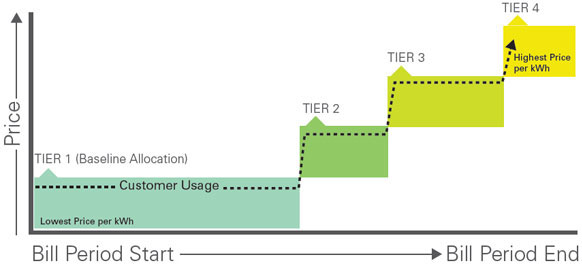 TIER 4
Highest Price
per kWh
TIER 3
TIER 2
Price
TIER 1 (Baseline Allocation)
Customer Usage
Lowest Price per kWh
Bill Period Start
Bill Period End